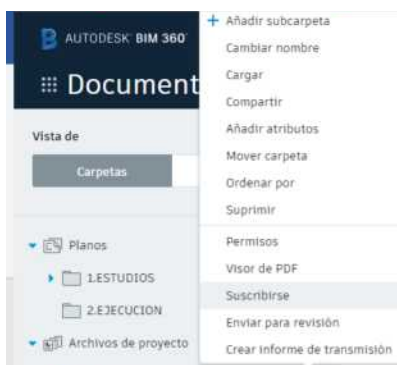 AUTODESK® BIM 360™
Document
Vista de
Carpetas
Planos
1.ESTUDIOS
2.EJECUCION
Archivos de proyecto
+ Añadir subcarpeta
Cambiar nombre
Cargar
Compartir
Añadir atributos
Mover carpeta
Ordenar por
Suprimir
Permisos
Visor de PDF
Suscribirse
Enviar para revisión
Crear informe de transmisión